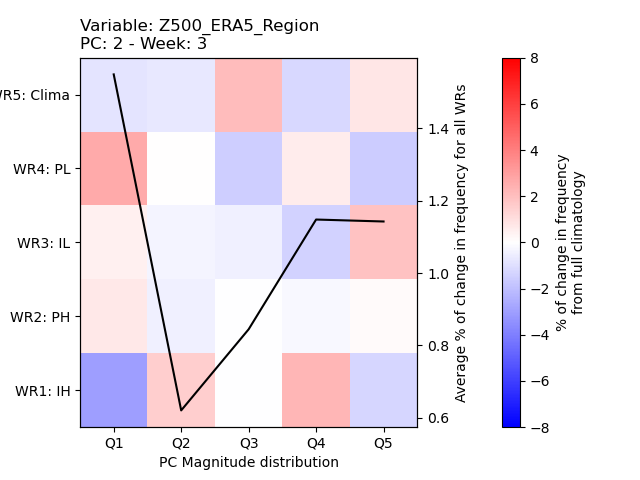 Variable: Z500_ERA5_Region
PC: 2 - Week: 3
WR5: Clima
WR4: PL
WR3: IL
WR2: PH
WR1: IH
Q1 Q2 Q3 Q4 Q5
PC Magnitude distribution
1.4
1.2
1.0
0.8
0.6
Average % of change in frequency for all WRs
8
6
4
2
0
−2
−4
−6
−8
% of change in frequency
from full climatology